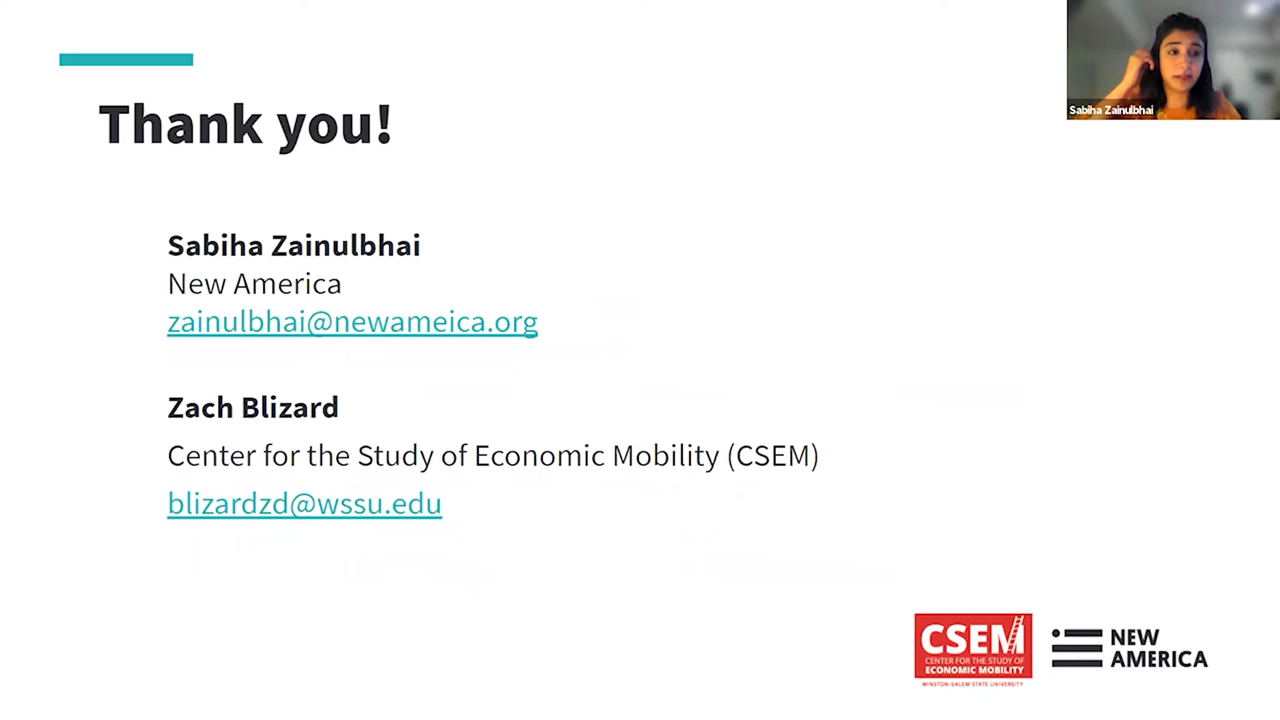 Thank you!
Sabiha Zainulbhai
Sabiha Zainulbhai
New America
zainulbhai@newameica.org
Zach Blizard
Center for the Study of Economic Mobility (CSEM)
blizardzd@wssu.edu
CSEM
CENTER FOR THE STUDY OF
ECONOMIC MOBILITY
WINSTON-SALEM STATE UNIVERSITY
NEW
AMERICA